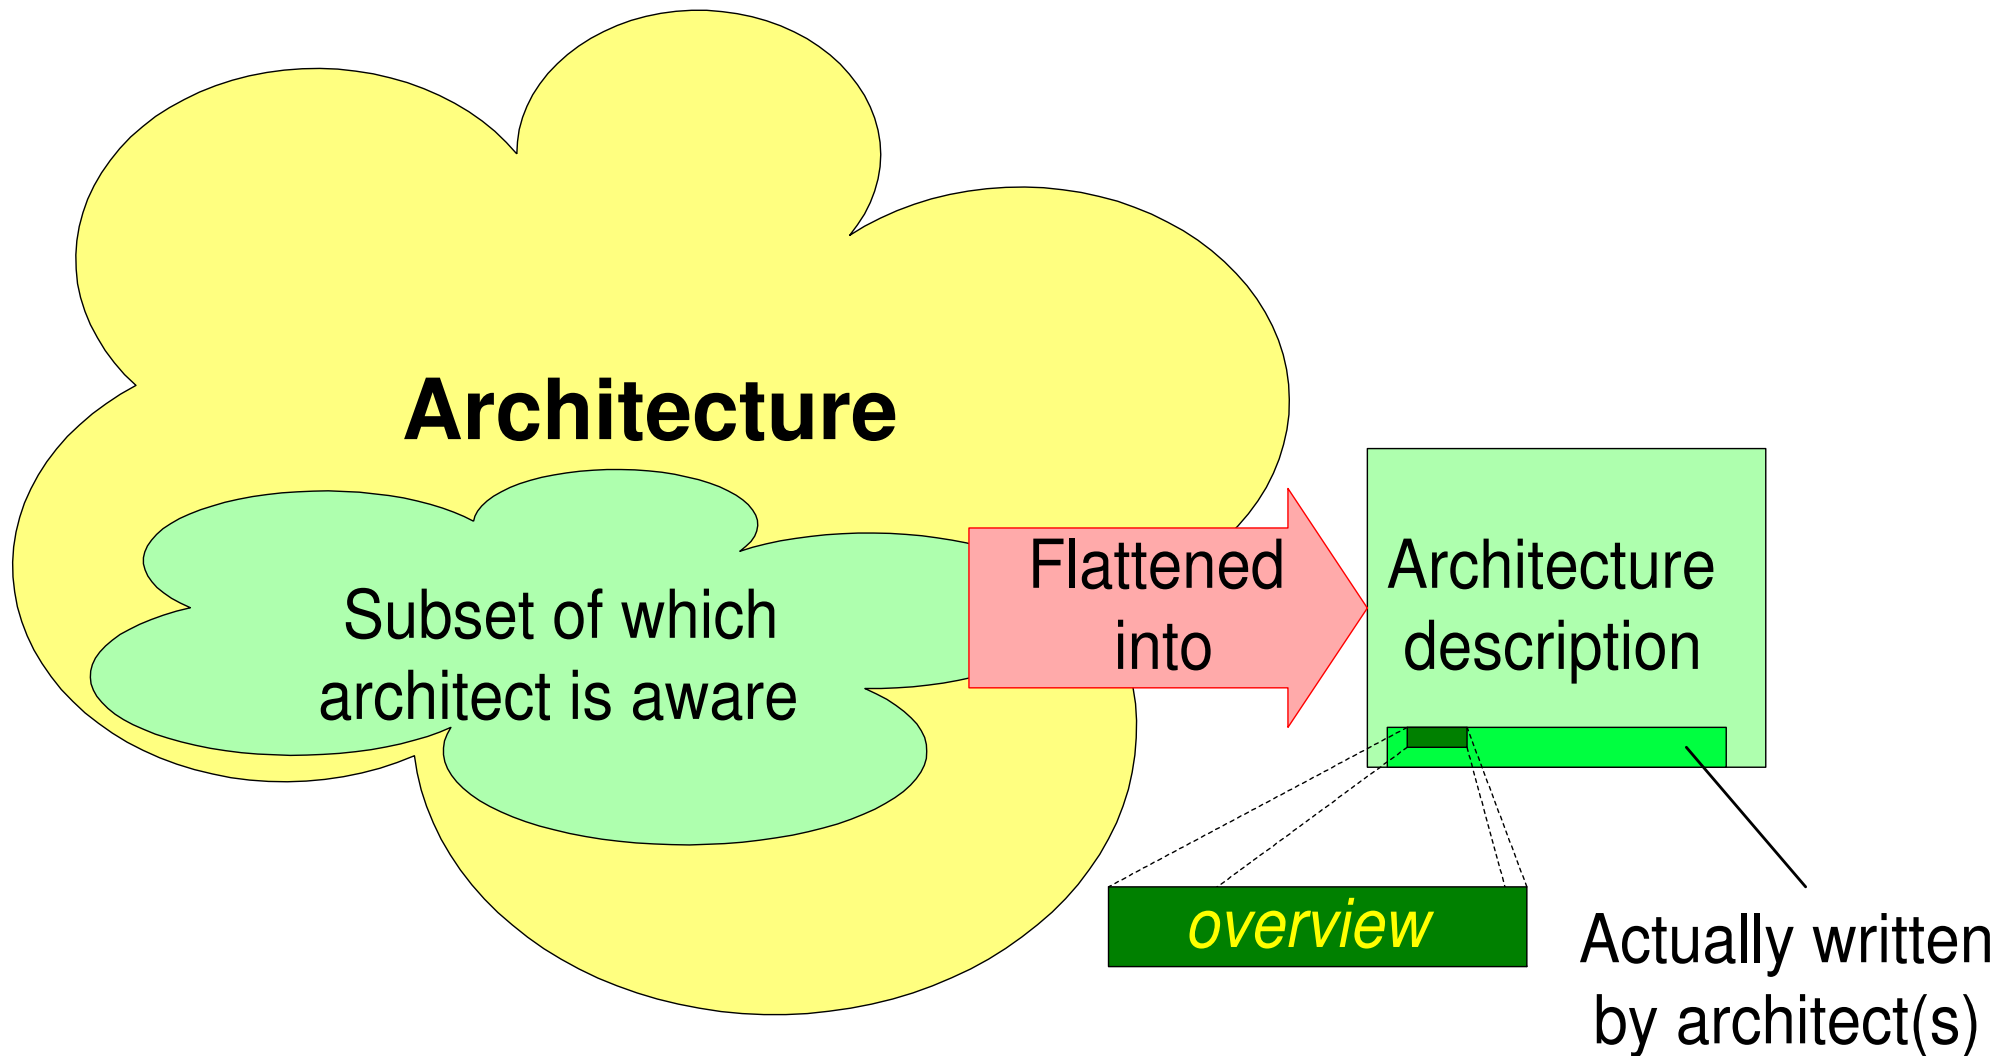 Architecture
Subset of which
architect is aware
Flattened
into
Architecture
description
overview
Actually written
by architect(s)